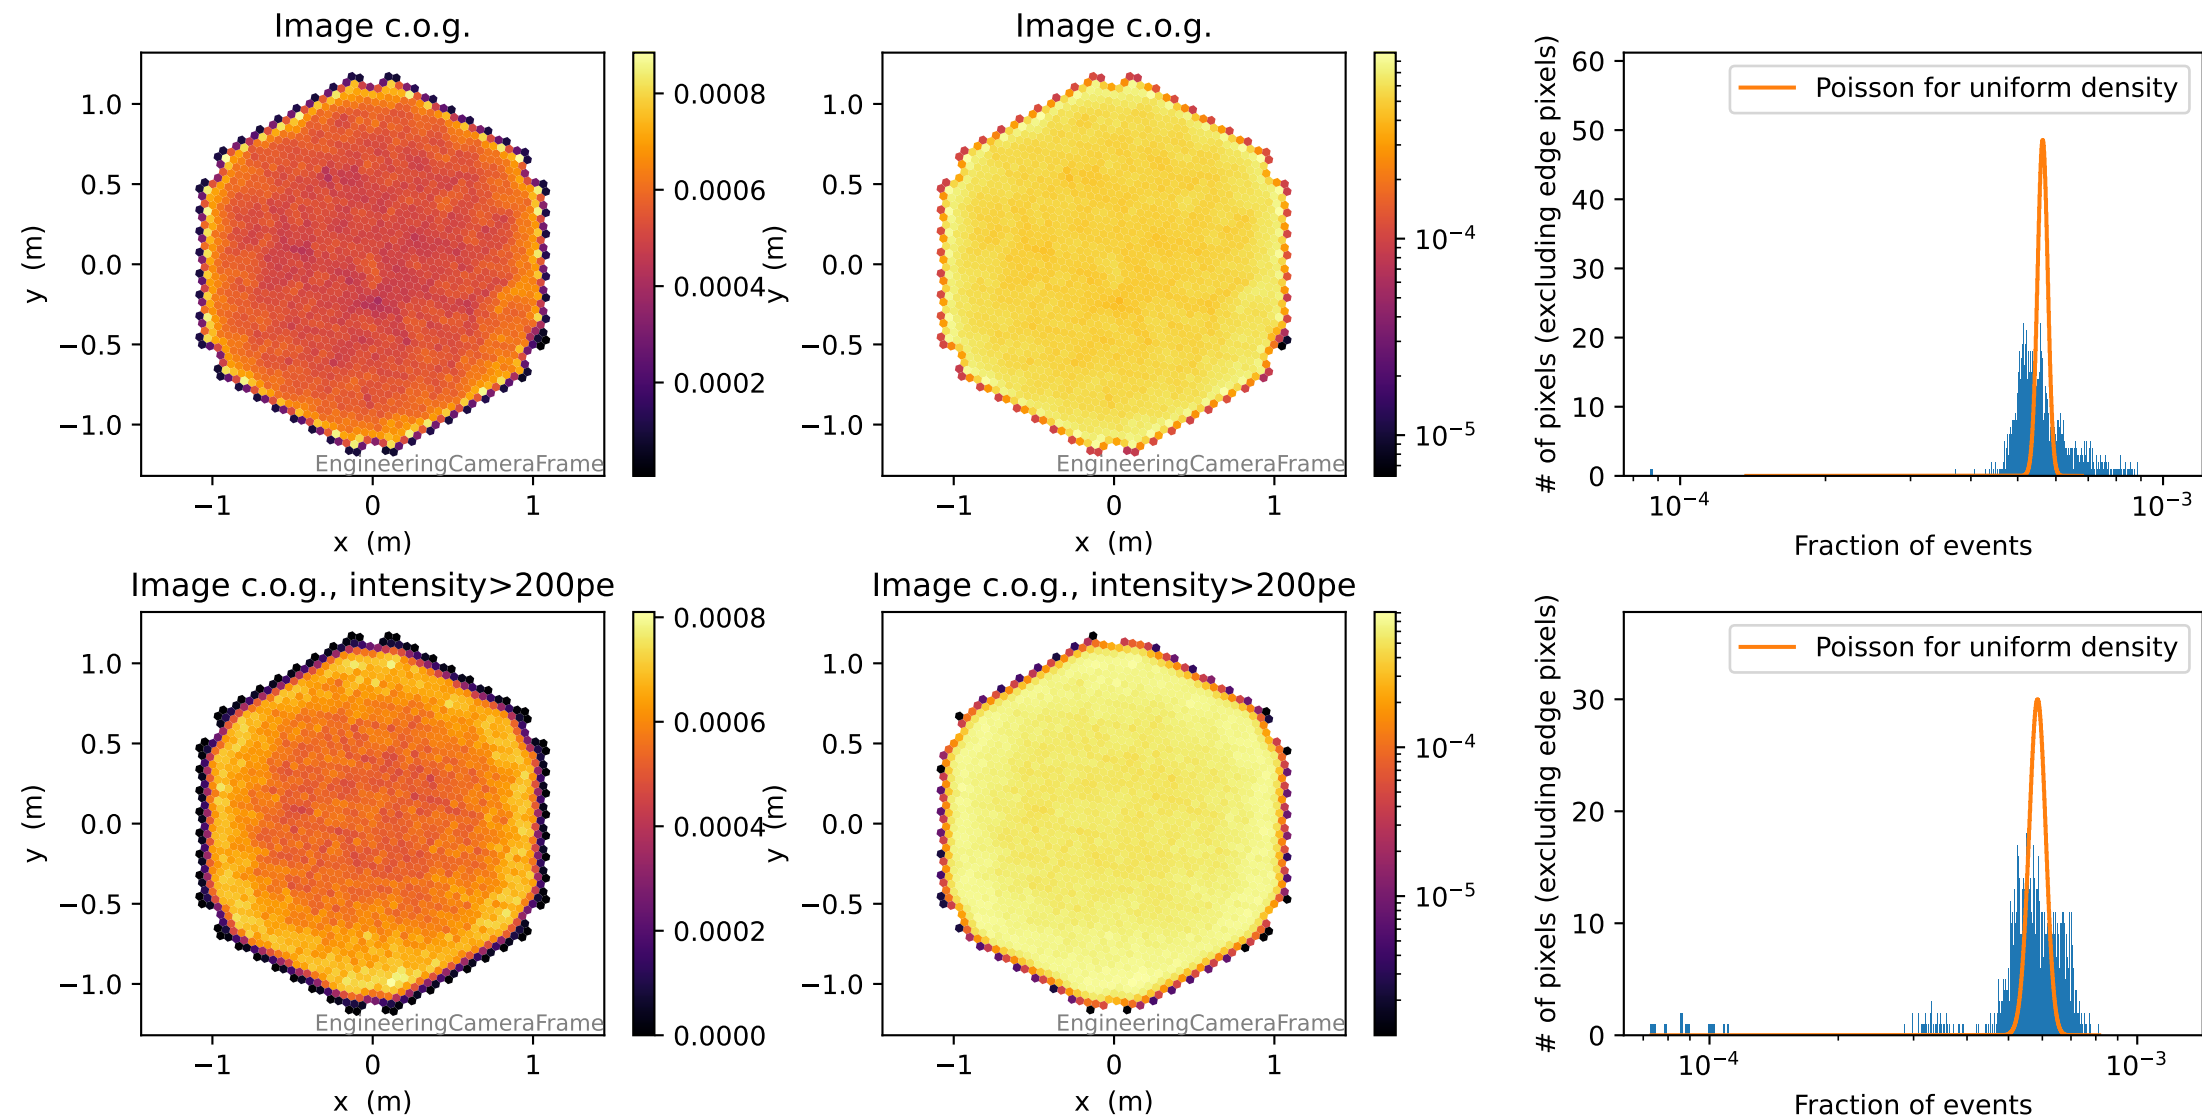 Image c.o.g.
1.0
0.5
0.0
−0.5
−1.0
y (m)
−1
0
1
x (m)
EngineeringCameraFrame
0.0008
0.0006
0.0004
0.0002
Image c.o.g.
1.0
0.5
0.0
−0.5
−1.0
y (m)
−1
0
1
x (m)
EngineeringCameraFrame
10⁻⁴
10⁻⁵
# of pixels (excluding edge pixels)
60
50
40
30
20
10
0
Poisson for uniform density
10⁻⁴
10⁻³
Fraction of events
Image c.o.g., intensity>200pe
1.0
0.5
0.0
−0.5
−1.0
y (m)
−1
0
1
x (m)
EngineeringCameraFrame
0.0008
0.0006
0.0004
0.0002
0.0000
Image c.o.g., intensity>200pe
1.0
0.5
0.0
−0.5
−1.0
y (m)
−1
0
1
x (m)
EngineeringCameraFrame
10⁻⁴
10⁻⁵
# of pixels (excluding edge pixels)
30
20
10
0
Poisson for uniform density
10⁻⁴
10⁻³
Fraction of events